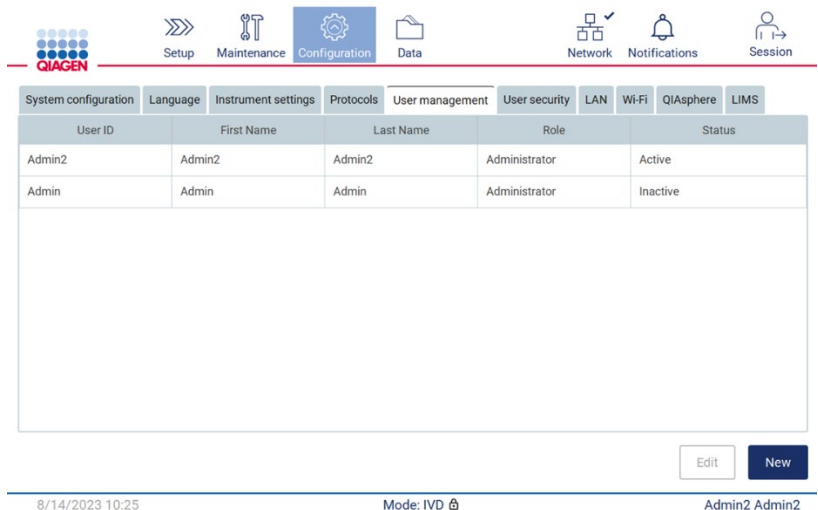 QIAGEN
Setup Maintenance Configuration Data Network Notifications Session
System configuration Language Instrument settings Protocols User management User security LAN Wi-Fi QIAsphere LIMS
User ID First Name Last Name Role Status
Admin2 Admin2 Admin2 Administrator Active
Admin Admin Admin Administrator Inactive
Edit New
8/14/2023 10:25 Mode: IVD Admin2 Admin2